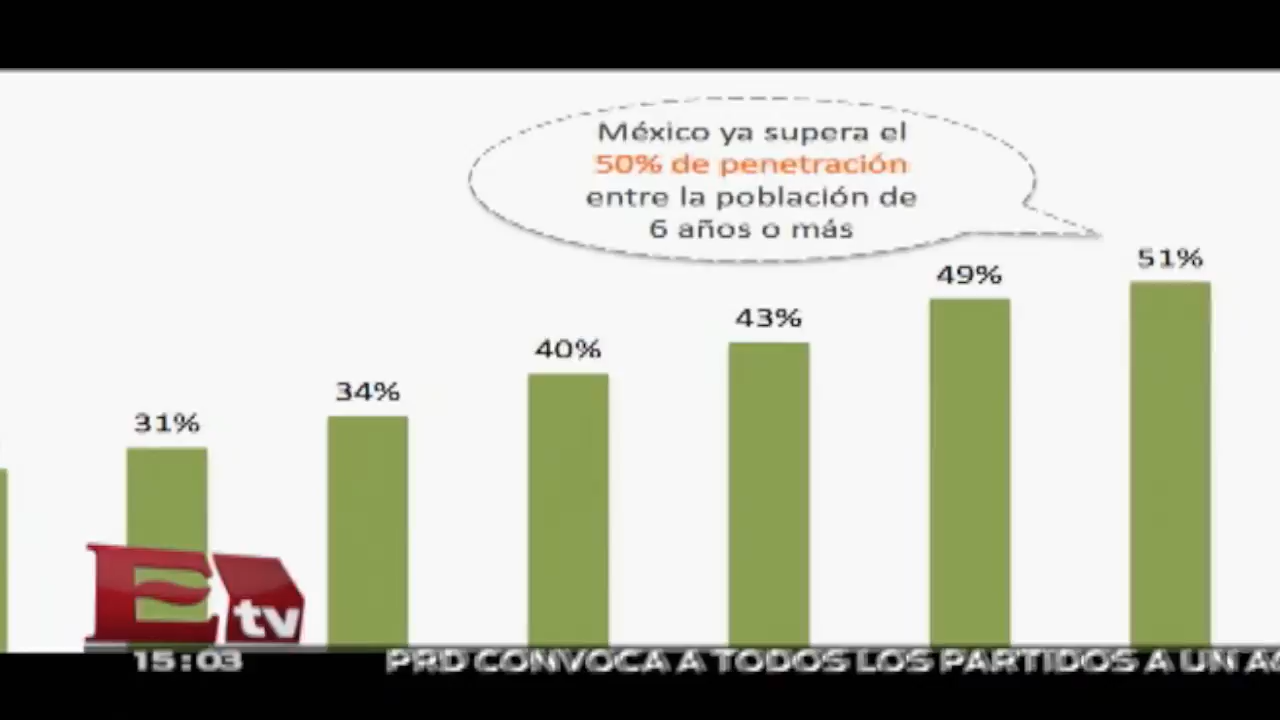 México ya supera el
50% de penetración
entre la población de
6 años o más
51%
49%
43%
40%
34%
31%
E tv
15:03
PRD CONVOCA A TODOS LOS PARTIDOS A UN